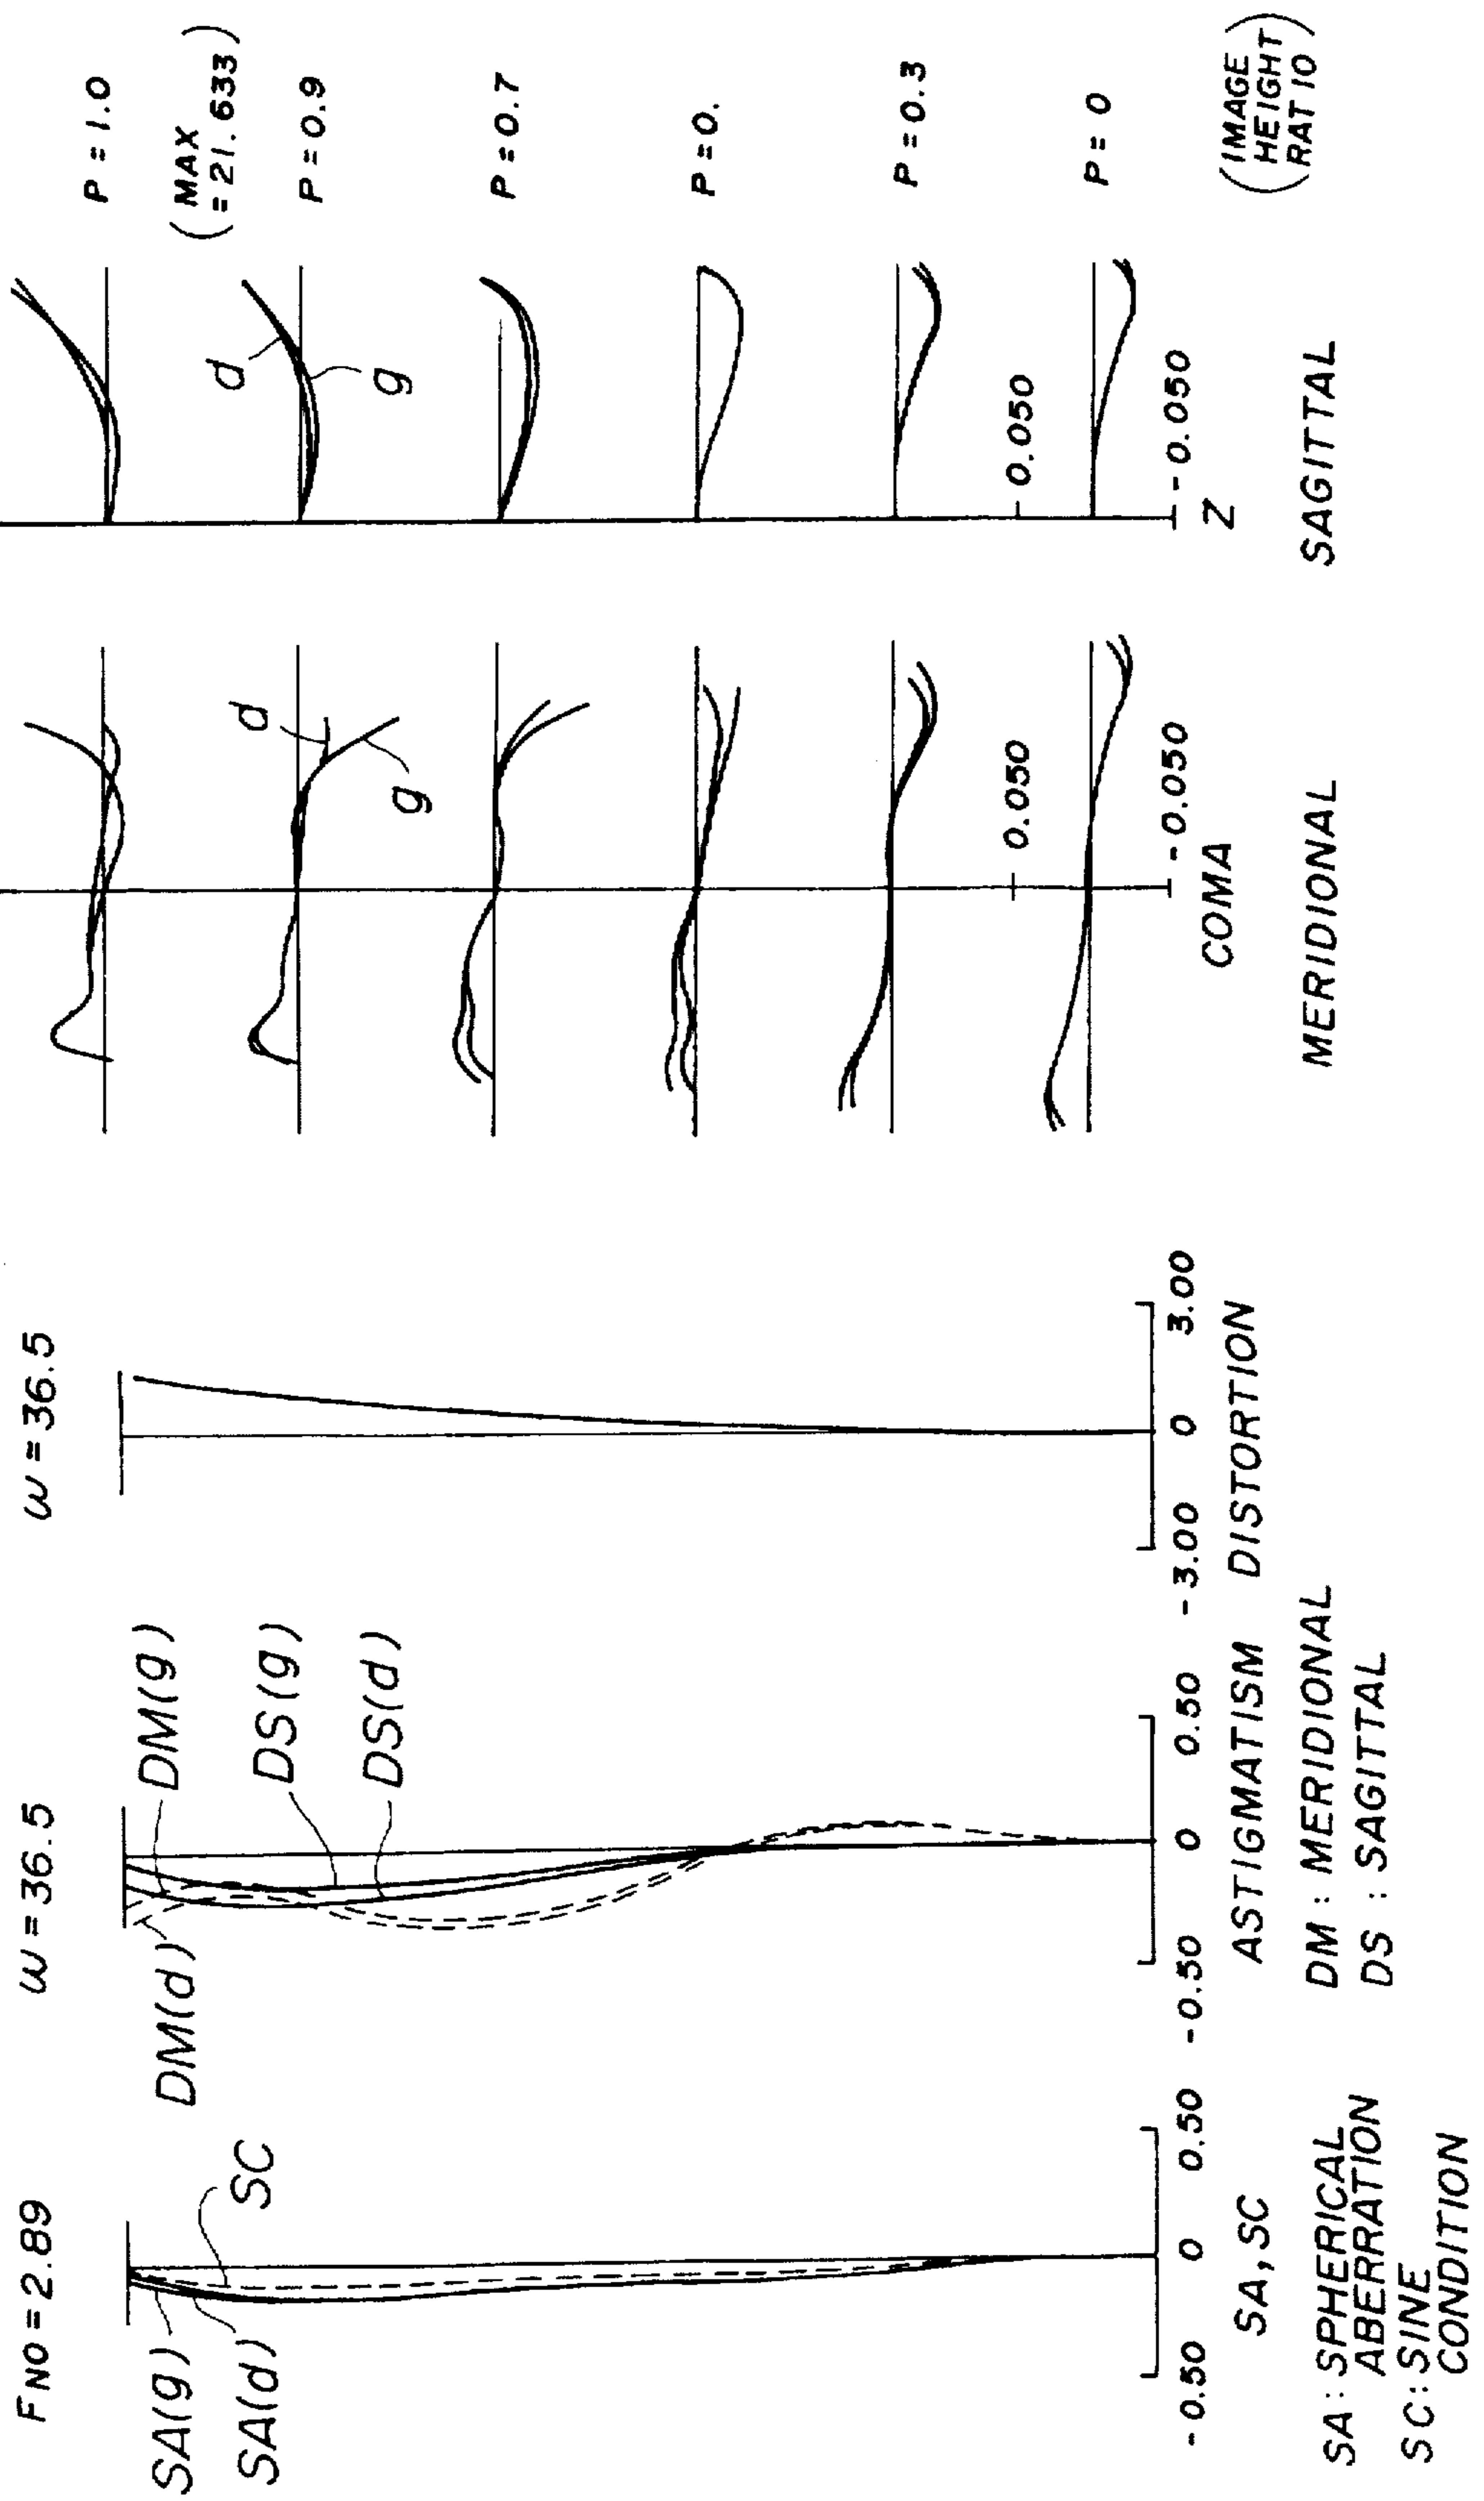 F NO = 2.89
SA(g)
SA(d)
SC
-0.50 0 0.50
SA, SC
SA : SPHERICAL
ABERRATION
SC : SINE
CONDITION
ω = 36.5
DM(d)
DM(g)
DS(g)
DS(d)
-0.50 0 0.50
ASTIGMATISM
DM : MERIDIONAL
DS : SAGITTAL
ω = 36.5
-3.00 0 3.00
DISTORTION
d
g
0.050
-0.050
COMA
MERIDIONAL
d
g
0.050
-0.050
Z
SAGITTAL
P = 1.0
( MAX
= 21.633 )
P = 0.9
P = 0.7
P = 0.
P = 0.3
P = 0
( IMAGE
HEIGHT
RATIO )